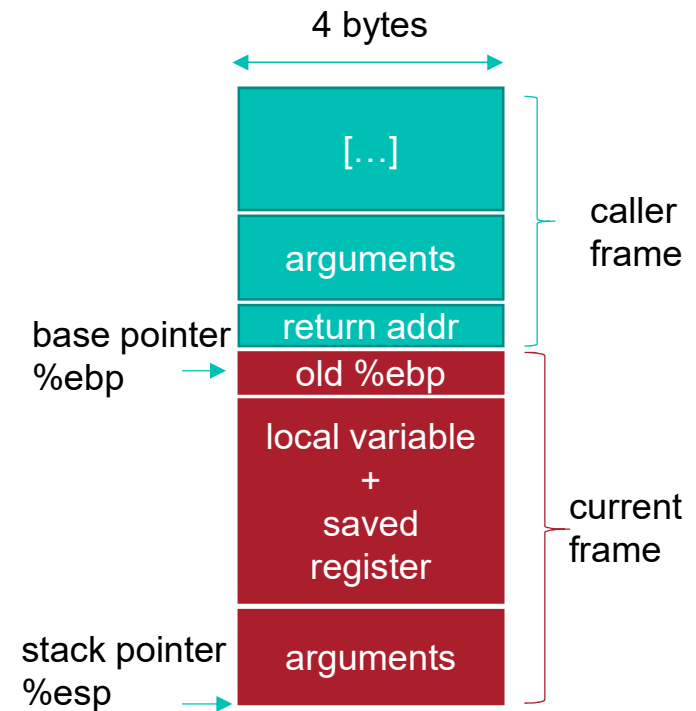 4 bytes
[...]
caller
frame
arguments
return addr
base pointer
%ebp
old %ebp
local variable
+
saved
register
current
frame
stack pointer
%esp
arguments